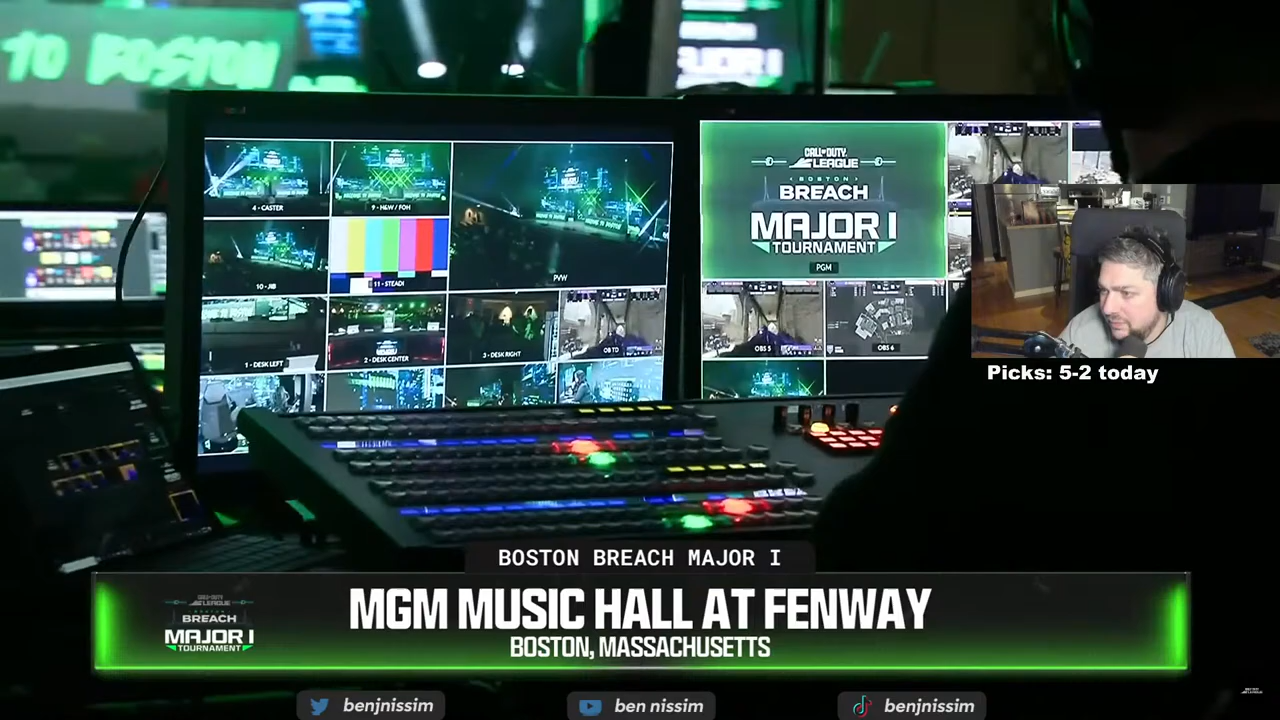 TO BOSTON
4 - CASTER
9 - H&W / FOH
10 - JIB
11 - STEADI
PVW
1 - DESK LEFT
2 - DESK CENTER
3 - DESK RIGHT
CALL OF DUTY
LEAGUE
BOSTON
BREACH
MAJOR I
TOURNAMENT
PGM
OBS 5
OBS 6
Picks: 5-2 today
BOSTON BREACH MAJOR I
CALL OF DUTY
LEAGUE
BOSTON
BREACH
MAJOR I
TOURNAMENT
MGM MUSIC HALL AT FENWAY
BOSTON, MASSACHUSETTS
benjnissim
ben nissim
benjnissim